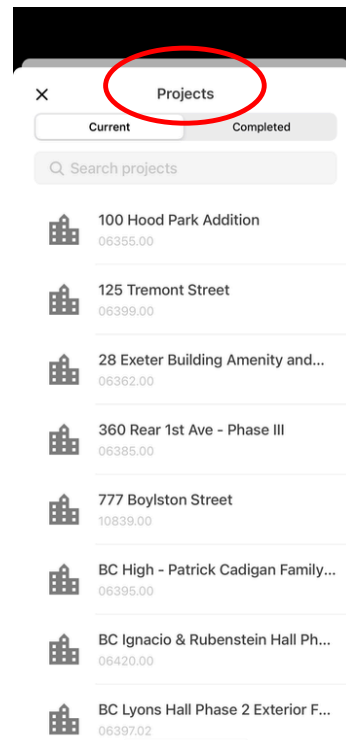 Projects
Current Completed
Search projects
100 Hood Park Addition
06355.00
125 Tremont Street
06399.00
28 Exeter Building Amenity and...
06362.00
360 Rear 1st Ave - Phase III
06385.00
777 Boylston Street
10839.00
BC High - Patrick Cadigan Family...
06395.00
BC Ignacio & Rubenstein Hall Ph...
06420.00
BC Lyons Hall Phase 2 Exterior F...
06397.02